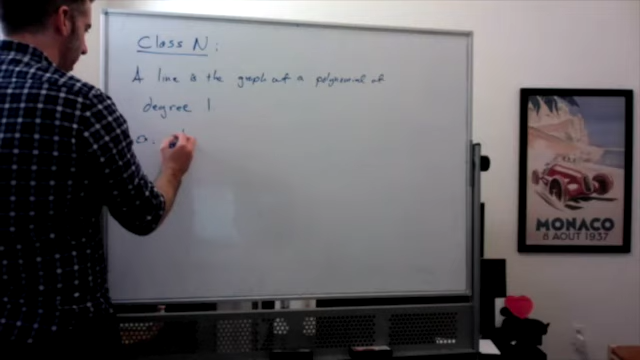 Class N:
A line is the graph of a polynomial of
degree 1
MONACO
8 AOUT 1937